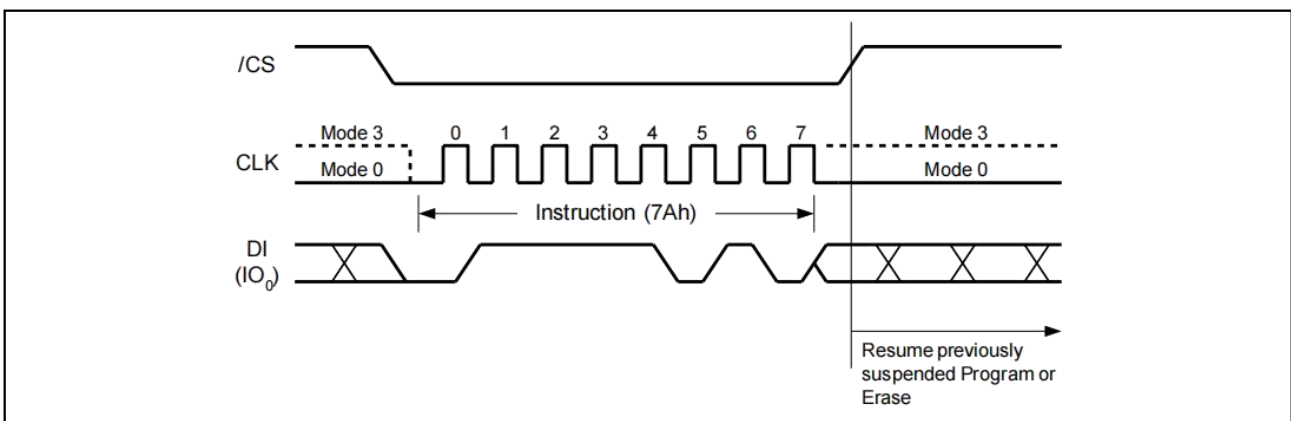 /CS
Mode 3 0 1 2 3 4 5 6 7 Mode 3
CLK
Mode 0 Mode 0
Instruction (7Ah)
DI
(IO₀)
Resume previously
suspended Program or
Erase